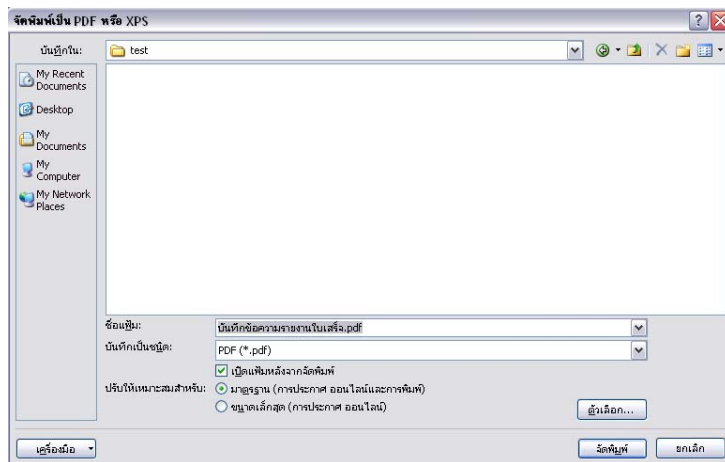 จัดพิมพ์เป็น PDF หรือ XPS
บันทึกใน:
test
My Recent
Documents
Desktop
My
Documents
My
Computer
My Network
Places
ชื่อแฟ้ม:
บันทึกข้อความรายงานใบเสร็จ.pdf
บันทึกเป็นชนิด:
PDF (*.pdf)
เปิดแฟ้มหลังจากจัดพิมพ์
ปรับให้เหมาะสมสำหรับ:
มาตรฐาน (การประกาศ ออนไลน์และการพิมพ์)
ขนาดเล็กสุด (การประกาศ ออนไลน์)
ตัวเลือก...
เครื่องมือ
จัดพิมพ์
ยกเลิก